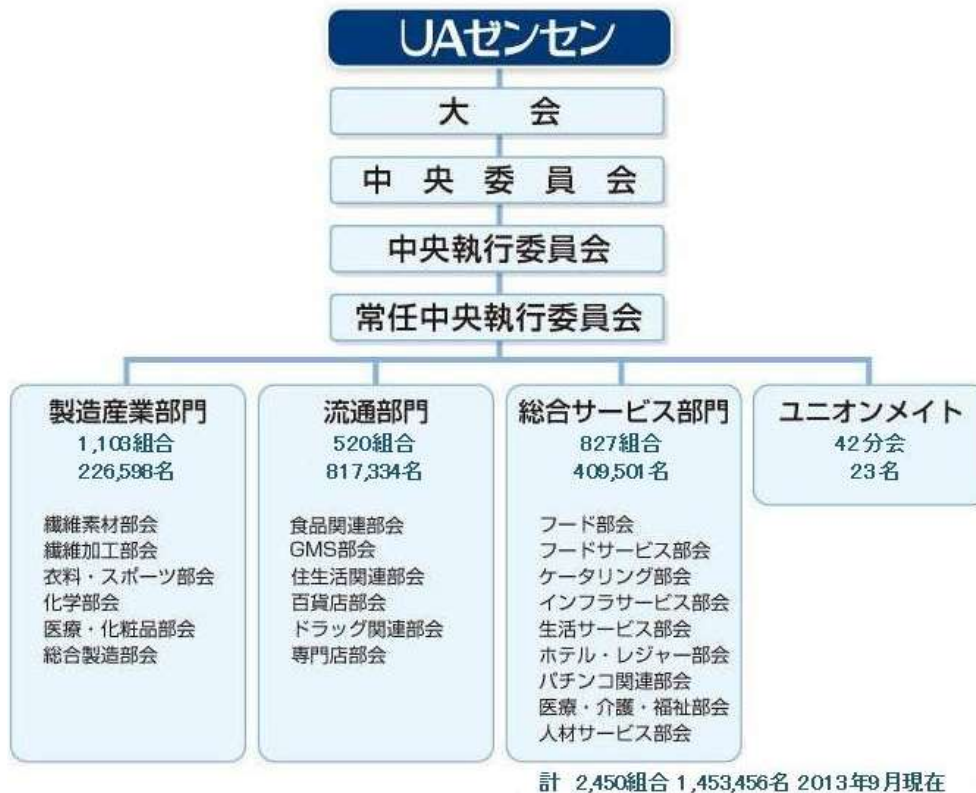 UAゼンセン
大会
中央委員会
中央執行委員会
常任中央執行委員会
製造産業部門
1,103組合
226,598名
繊維素材部会
繊維加工部会
衣料・スポーツ部会
化学部会
医療・化粧品部会
総合製造部会
流通部門
520組合
817,334名
食品関連部会
GMS部会
住生活関連部会
百貨店部会
ドラッグ関連部会
専門店部会
総合サービス部門
827組合
409,501名
フード部会
フードサービス部会
ケータリング部会
インフラサービス部会
生活サービス部会
ホテル・レジャー部会
パチンコ関連部会
医療・介護・福祉部会
人材サービス部会
ユニオンメイト
42分会
23名
計 2,450組合 1,453,456名 2013年9月現在